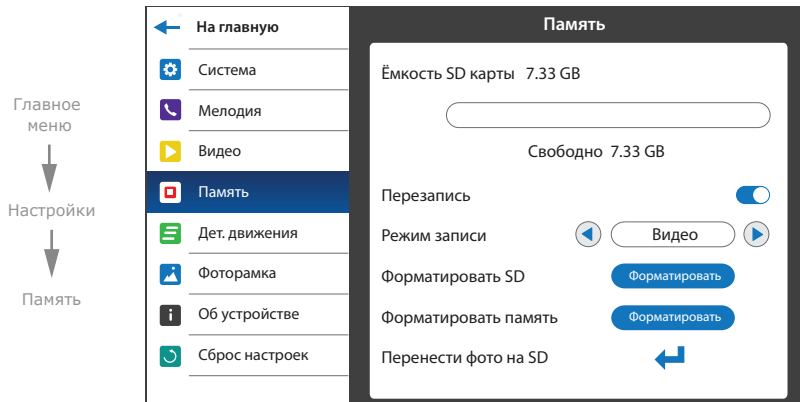 Главное
меню
Настройки
Память
На главную
Система
Мелодия
Видео
Память
Дет. движения
Фоторамка
Об устройстве
Сброс настроек
Память
Ёмкость SD карты 7.33 GB
Свободно 7.33 GB
Перезапись
Режим записи Видео
Форматировать SD Форматировать
Форматировать память Форматировать
Перенести фото на SD